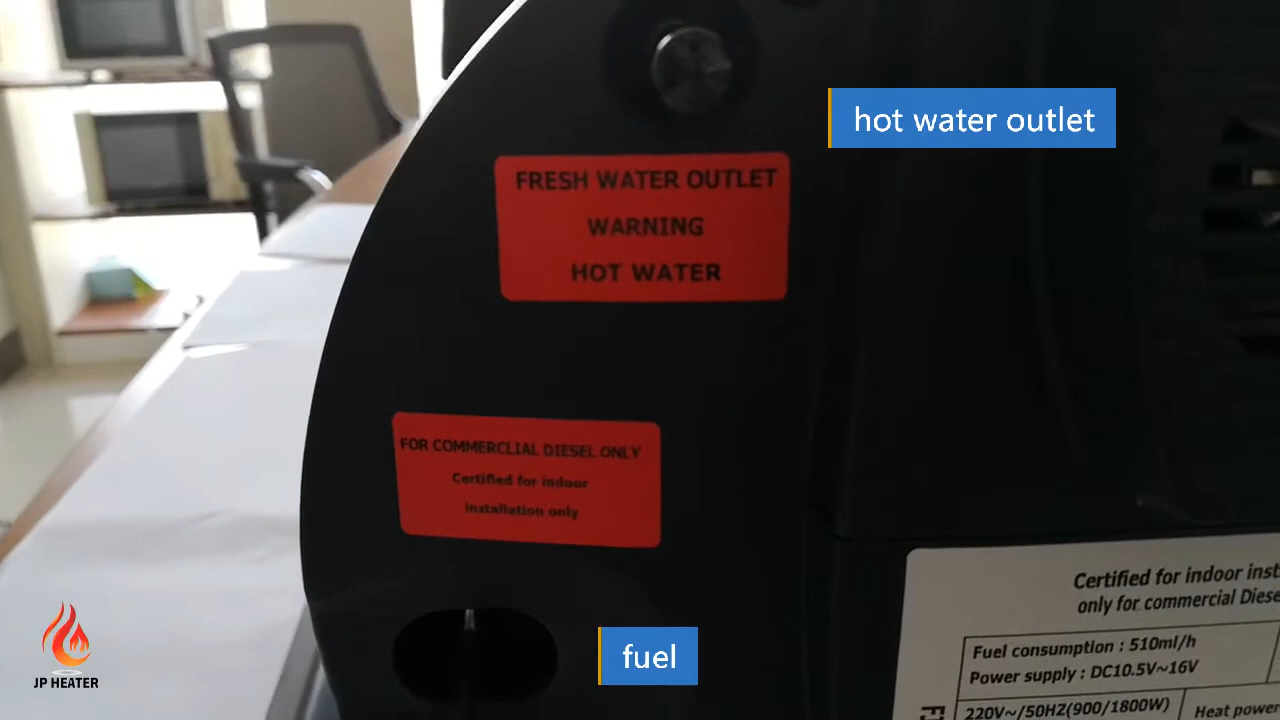 hot water outlet
FRESH WATER OUTLET
WARNING
HOT WATER
FOR COMMERCLIAL DIESEL ONLY
Certified for indoor
installation only
Certified for indoor inst
only for commercial Diese
Fuel consumption : 510ml/h
Power supply : DC10.5V~16V
220V~/50HZ(900/1800W)
Heat power
fuel
JP HEATER